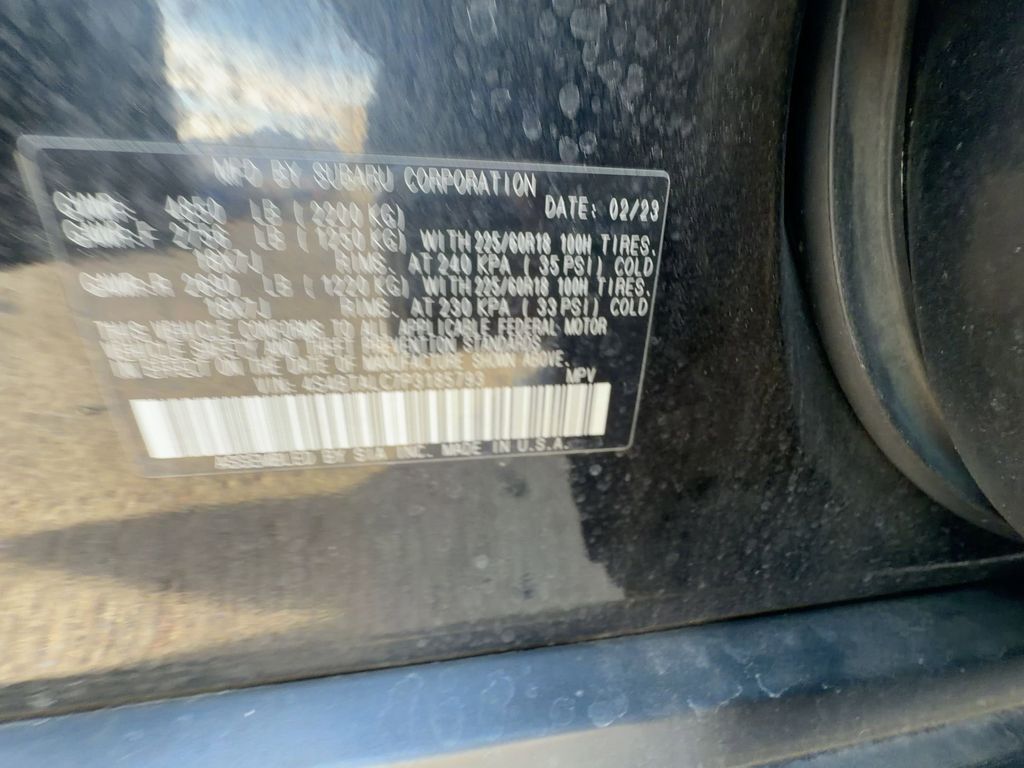 MFD BY SUBARU CORPORATION
DATE: 02/23
GVWR: 4850 LB (2200 KG)
GAWR-F LB (1250 KG) WITH 225/60R18 100H TIRES.
18X7J RIMS. AT 240 KPA (35 PSI) COLD
GAWR-R LB (1220 KG) WITH 225/60R18 100H TIRES.
18X7J RIMS. AT 230 KPA (33 PSI) COLD
THIS VEHICLE CONFORMS TO ALL APPLICABLE FEDERAL MOTOR
VEHICLE SAFETY AND THEFT PREVENTION STANDARDS
IN EFFECT ON THE DATE OF MANUFACTURE SHOWN ABOVE.
VIN: MPV
ASSEMBLED BY SIA INC. MADE IN U.S.A.